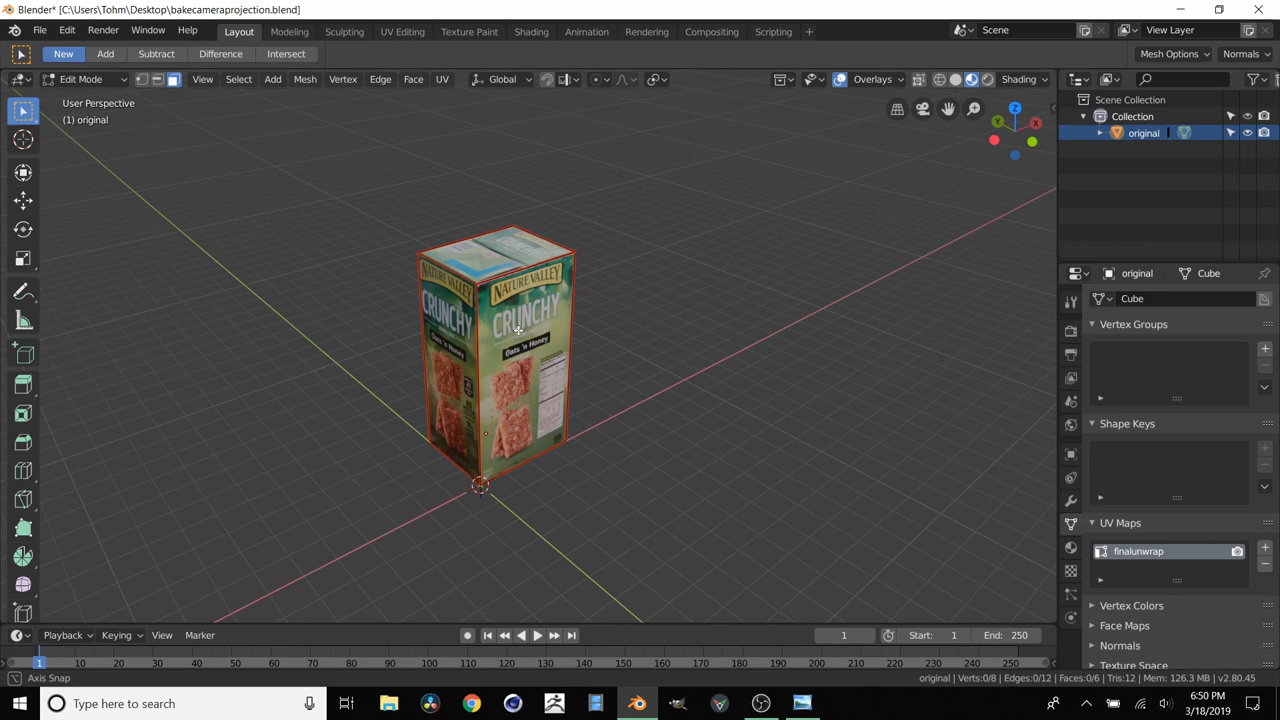 Blender* [C:\Users\Tohm\Desktop\bakecameraprojection.blend]
File Edit Render Window Help Layout Modeling Sculpting UV Editing Texture Paint Shading Animation Rendering Compositing Scripting + Scene View Layer
New Add Subtract Difference Intersect Mesh Options Normals
Edit Mode View Select Add Mesh Vertex Edge Face UV Global Overlays Shading
User Perspective
(1) original
Z
Y
X
Scene Collection
Collection
original
NATURE VALLEY
CRUNCHY
Oats 'n Honey
NATURE VALLEY
CRUNCHY
Oats 'n Honey
original Cube
Cube
Vertex Groups
Shape Keys
UV Maps
finalunwrap
Vertex Colors
Face Maps
Normals
Texture Space
Playback Keying View Marker 1 Start: 1 End: 250
1 10 20 30 40 50 60 70 80 90 100 110 120 130 140 150 160 170 180 190 200 210 220 230 240 250
Axis Snap original | Verts:0/8 | Edges:0/12 | Faces:0/6 | Tris:12 | Mem: 126.3 MB | v2.80.45
Type here to search
6:50 PM
3/18/2019